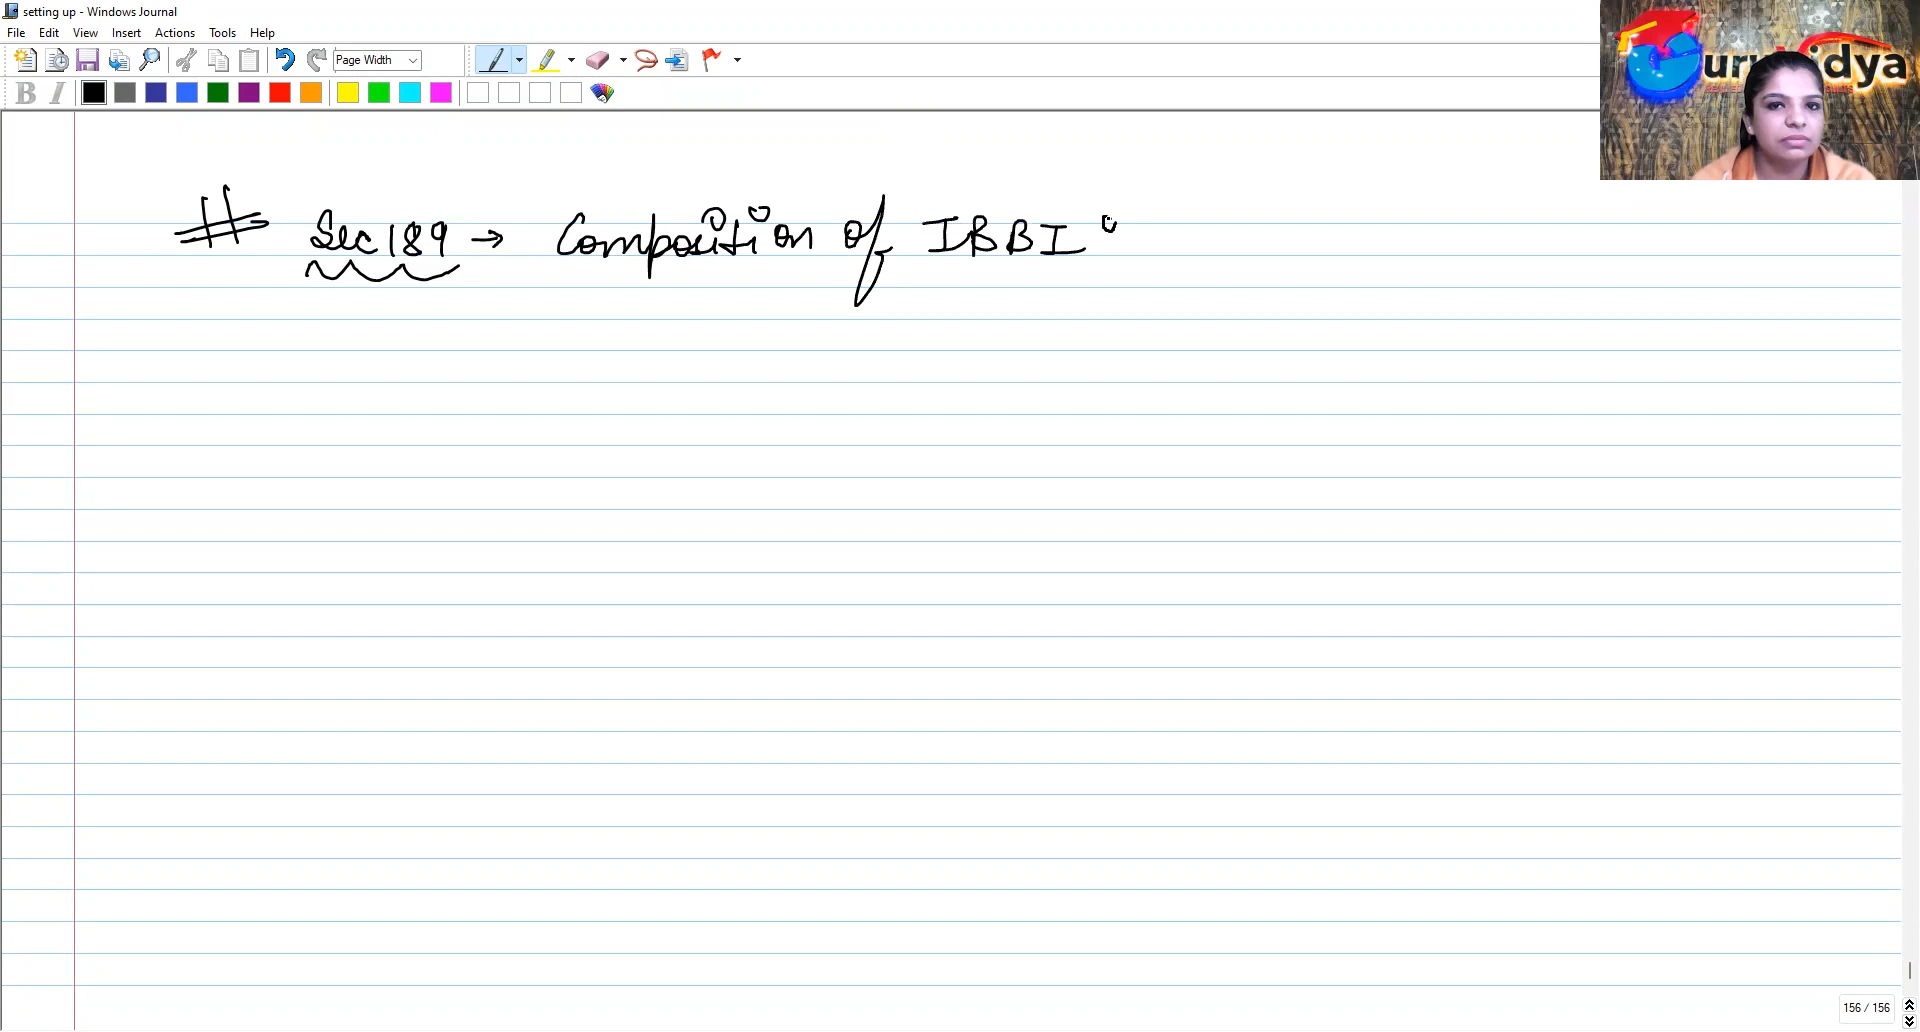 setting up - Windows Journal
File Edit View Insert Actions Tools Help
Page Width
B I
# Sec 189 → Composition of IBBI
156 / 156
uruvidya